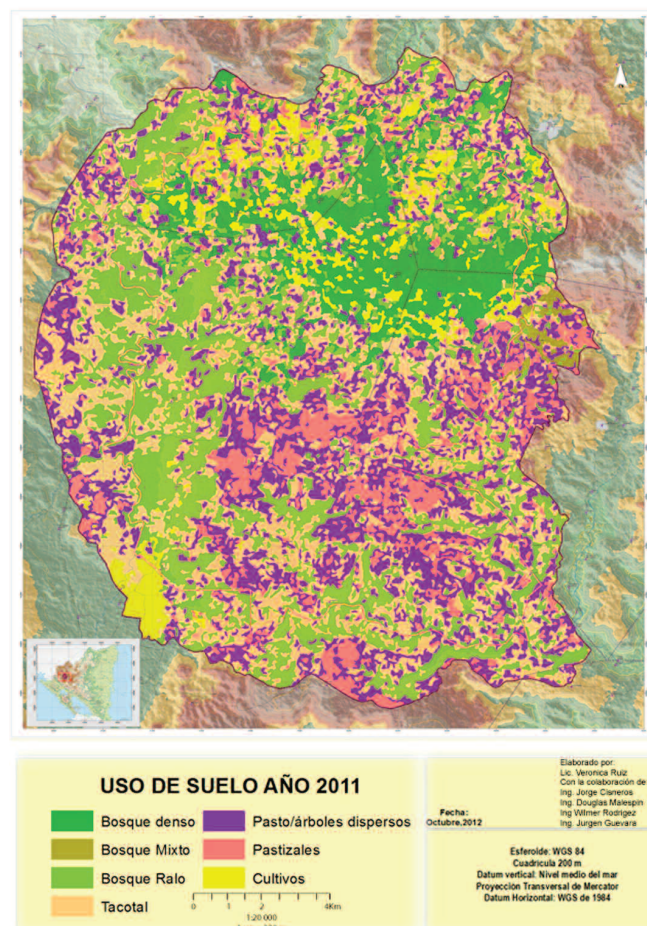 USO DE SUELO AÑO 2011
Bosque denso
Bosque Mixto
Bosque Ralo
Tacotal
Pasto/árboles dispersos
Pastizales
Cultivos
0 1 2 4Km
1:20 000
Fecha:
Octubre,2012
Elaborado por:
Lic. Veronica Ruiz
Con la colaboración de
Ing. Jorge Cisneros
Ing. Douglas Malespin
Ing Wilmer Rodrigez
Ing. Jurgen Guevara
Esferoide: WGS 84
Cuadricula 200 m
Datum vertical: Nivel medio del mar
Proyección Transversal de Mercator
Datum Horizontal: WGS de 1984